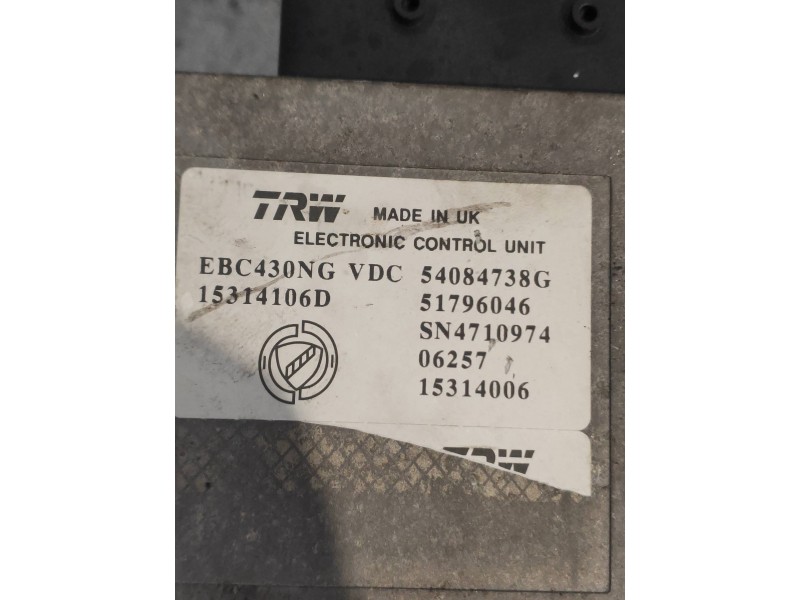 TRW MADE IN UK
ELECTRONIC CONTROL UNIT
EBC430NG VDC 54084738G
15314106D 51796046
SN4710974
06257
15314006
TRW